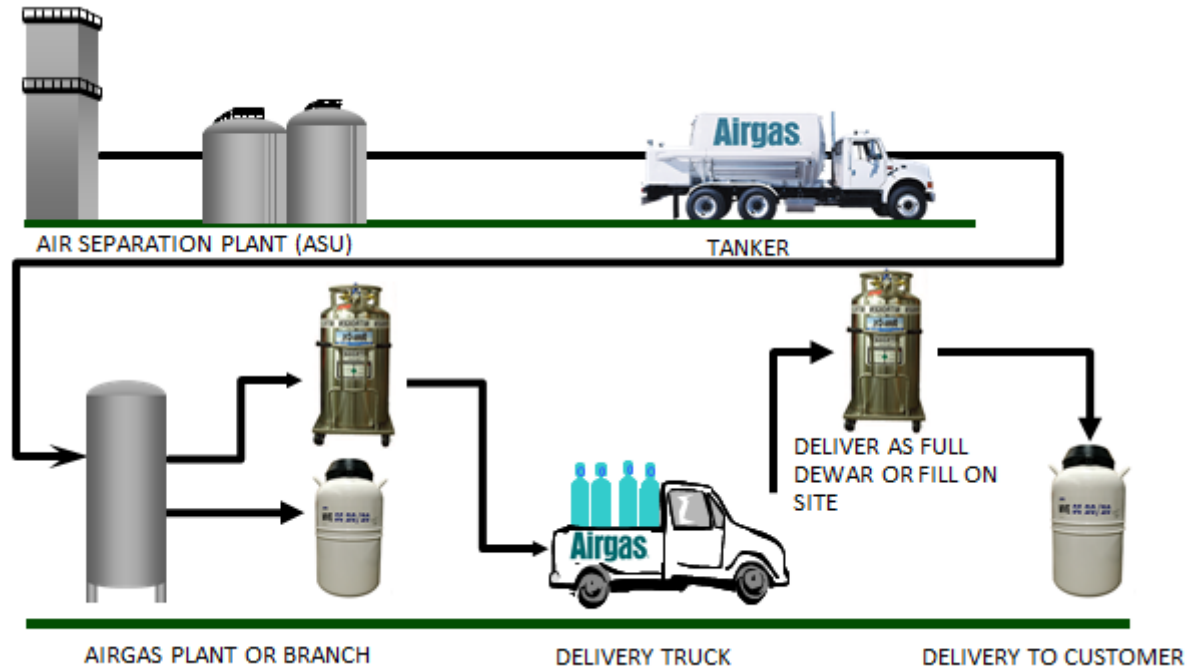 Airgas
AIR SEPARATION PLANT (ASU)
TANKER
DELIVER AS FULL
DEWAR OR FILL ON
SITE
Airgas
AIRGAS PLANT OR BRANCH
DELIVERY TRUCK
DELIVERY TO CUSTOMER